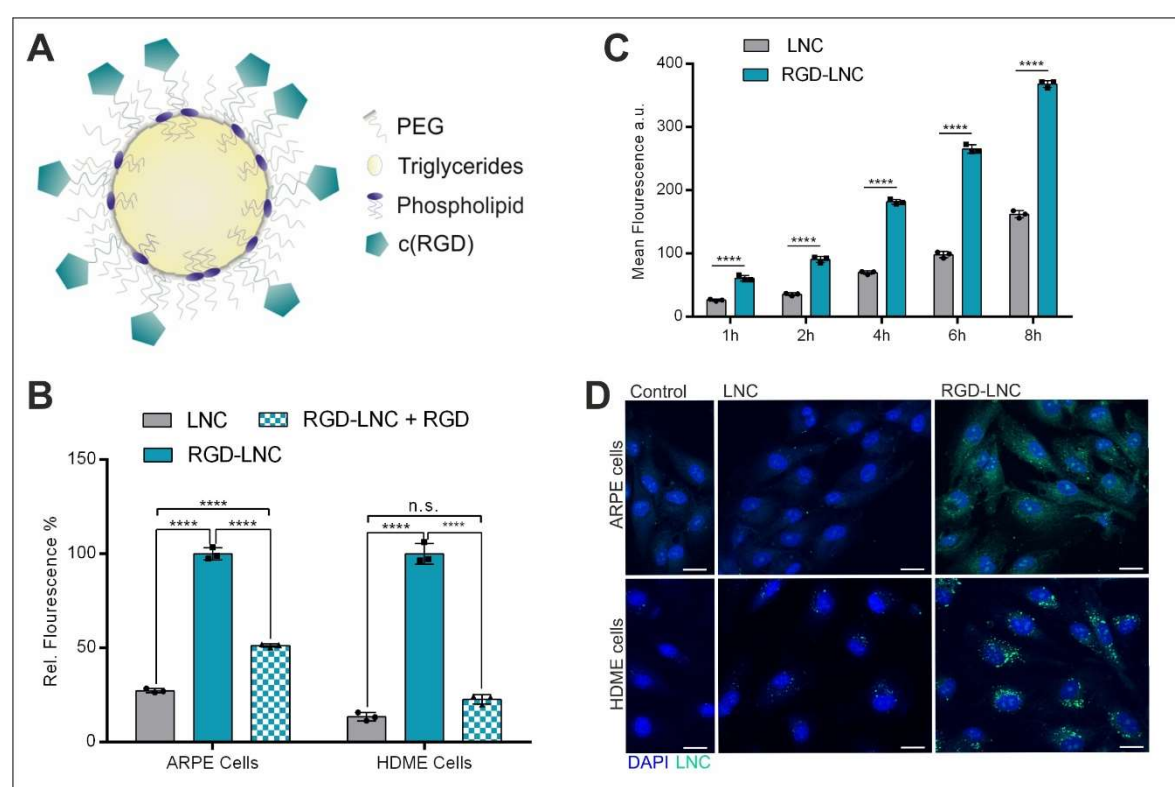 A
PEG
Triglycerides
Phospholipid
c(RGD)
B
LNC
RGD-LNC + RGD
RGD-LNC
Rel. Flourescence %
150
100
50
0
****
**** ****
n.s.
**** ****
ARPE Cells
HDME Cells
C
LNC
RGD-LNC
Mean Flourescence a.u.
400
300
200
100
0
****
****
****
****
****
1h
2h
4h
6h
8h
D
Control
LNC
RGD-LNC
ARPE cells
HDME cells
DAPI LNC